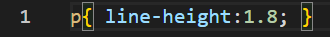 1 p{ line-height:1.8; }